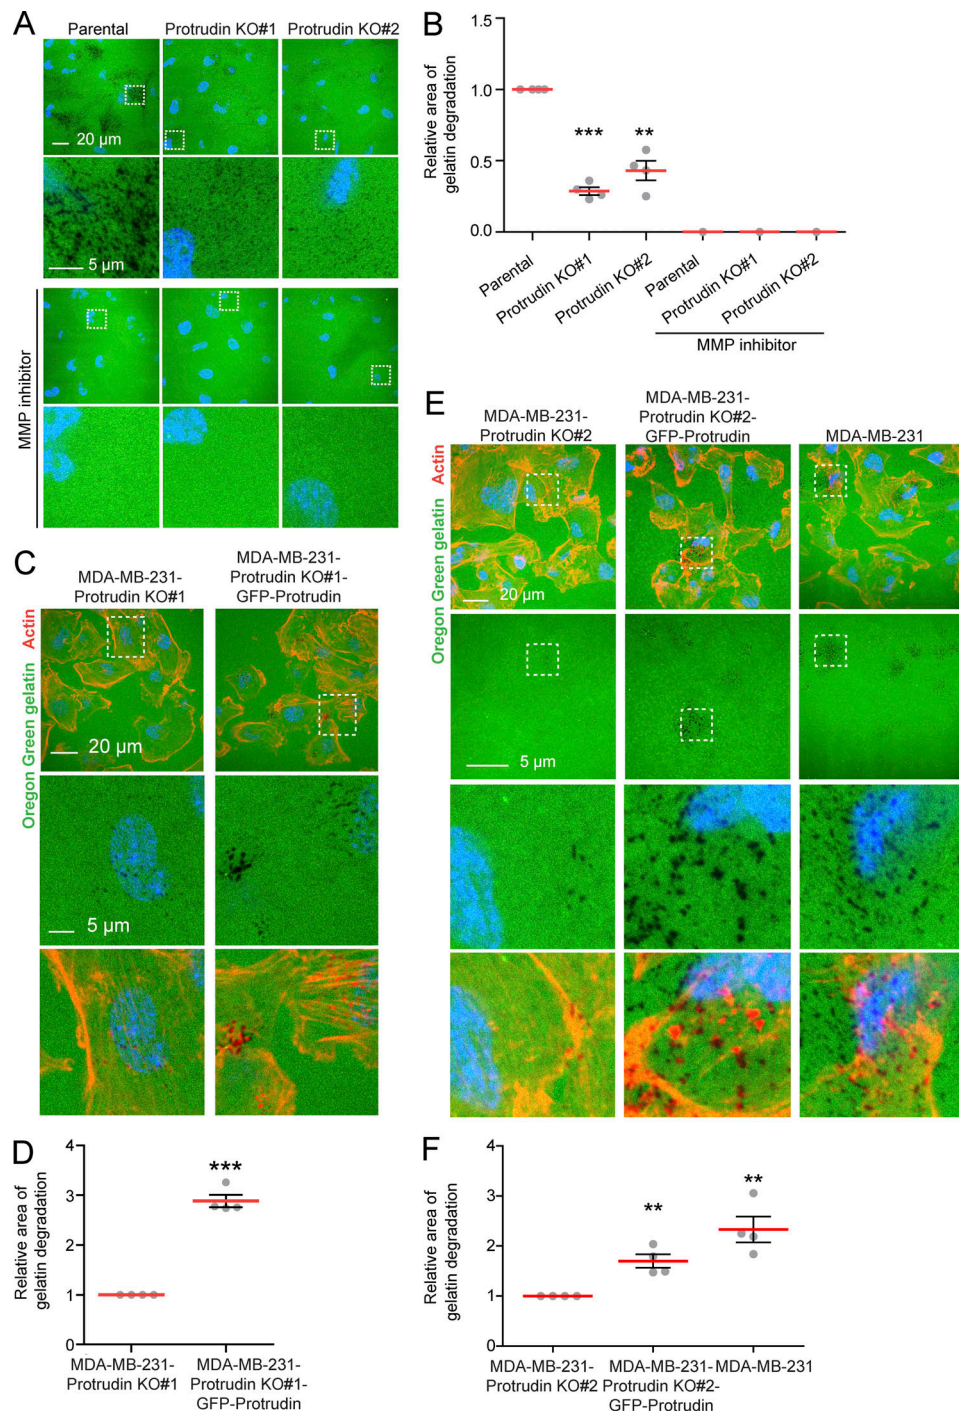 A
Parental
Protrudin KO#1
Protrudin KO#2
20 µm
5 µm
MMP inhibitor
B
Relative area of
gelatin degradation
1.0
0.5
0.0
***
**
Parental
Protrudin KO#1
Protrudin KO#2
Parental
Protrudin KO#1
Protrudin KO#2
MMP inhibitor
C
MDA-MB-231-
Protrudin KO#1
MDA-MB-231-
Protrudin KO#1-
GFP-Protrudin
Oregon Green gelatin Actin
20 µm
5 µm
D
Relative area of
gelatin degradation
4
3
2
1
0
***
MDA-MB-231-
Protrudin KO#1
MDA-MB-231-
Protrudin KO#1-
GFP-Protrudin
E
MDA-MB-231-
Protrudin KO#2
MDA-MB-231-
Protrudin KO#2-
GFP-Protrudin
MDA-MB-231
Oregon Green gelatin Actin
20 µm
5 µm
F
Relative area of
gelatin degradation
4
3
2
1
0
**
**
MDA-MB-231-
Protrudin KO#2
MDA-MB-231-
Protrudin KO#2-
GFP-Protrudin
MDA-MB-231